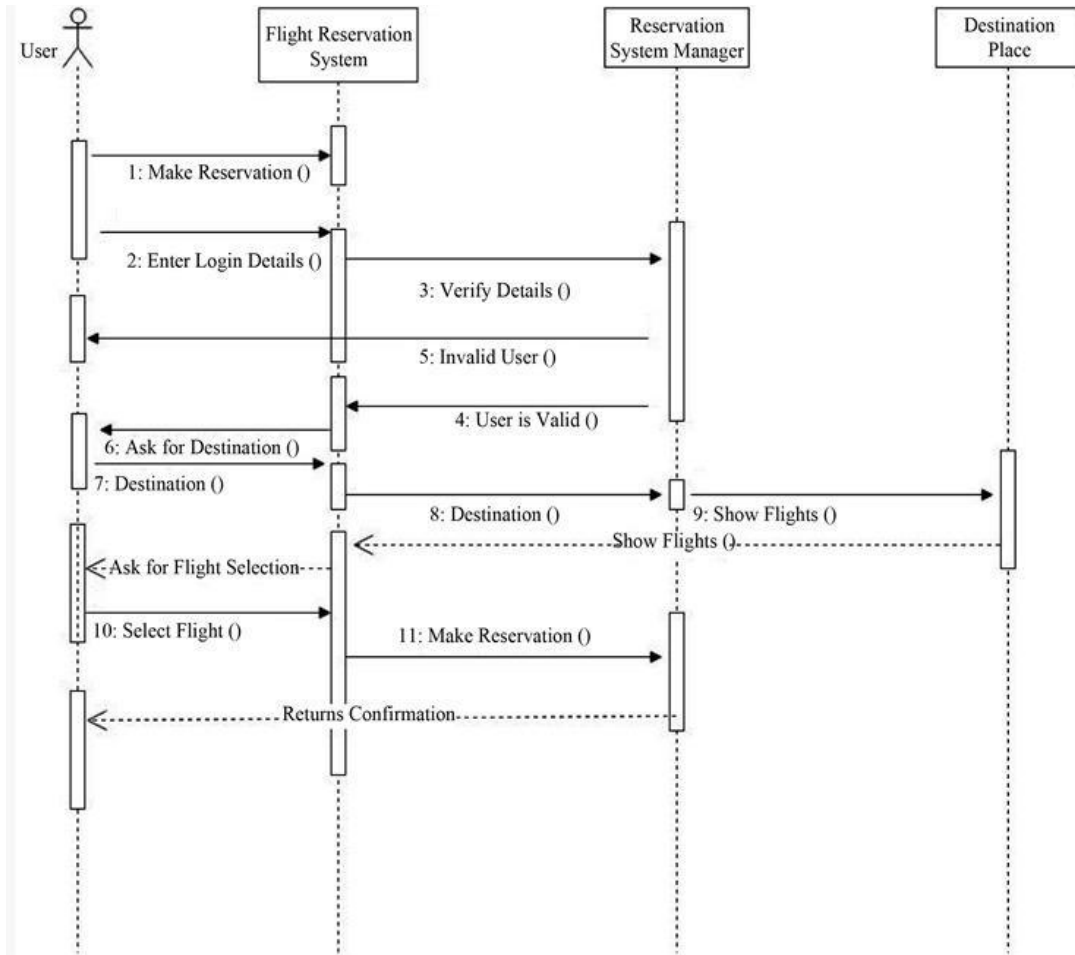 User
Flight Reservation
System
Reservation
System Manager
Destination
Place
1: Make Reservation ()
2: Enter Login Details ()
3: Verify Details ()
5: Invalid User ()
4: User is Valid ()
6: Ask for Destination ()
7: Destination ()
8: Destination ()
9: Show Flights ()
Show Flights ()
Ask for Flight Selection
10: Select Flight ()
11: Make Reservation ()
Returns Confirmation